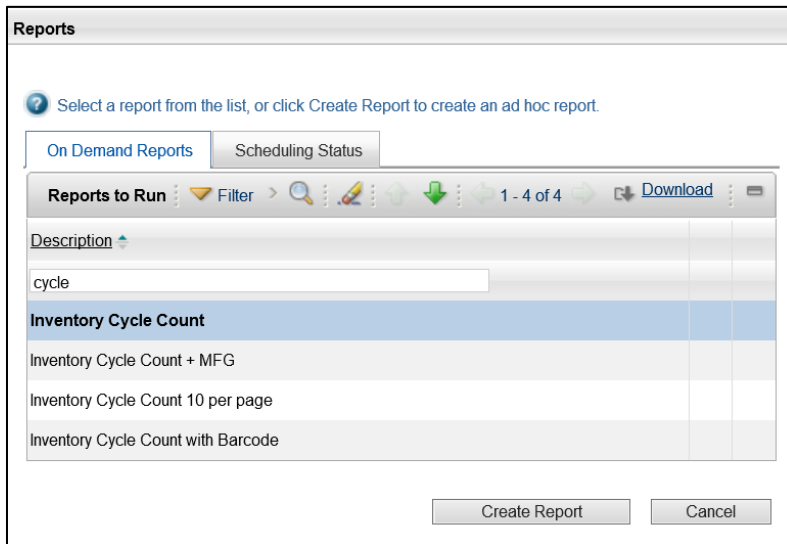 Reports
Select a report from the list, or click Create Report to create an ad hoc report.
On Demand Reports Scheduling Status
Reports to Run Filter > 1 - 4 of 4 Download
Description
cycle
Inventory Cycle Count
Inventory Cycle Count + MFG
Inventory Cycle Count 10 per page
Inventory Cycle Count with Barcode
Create Report Cancel